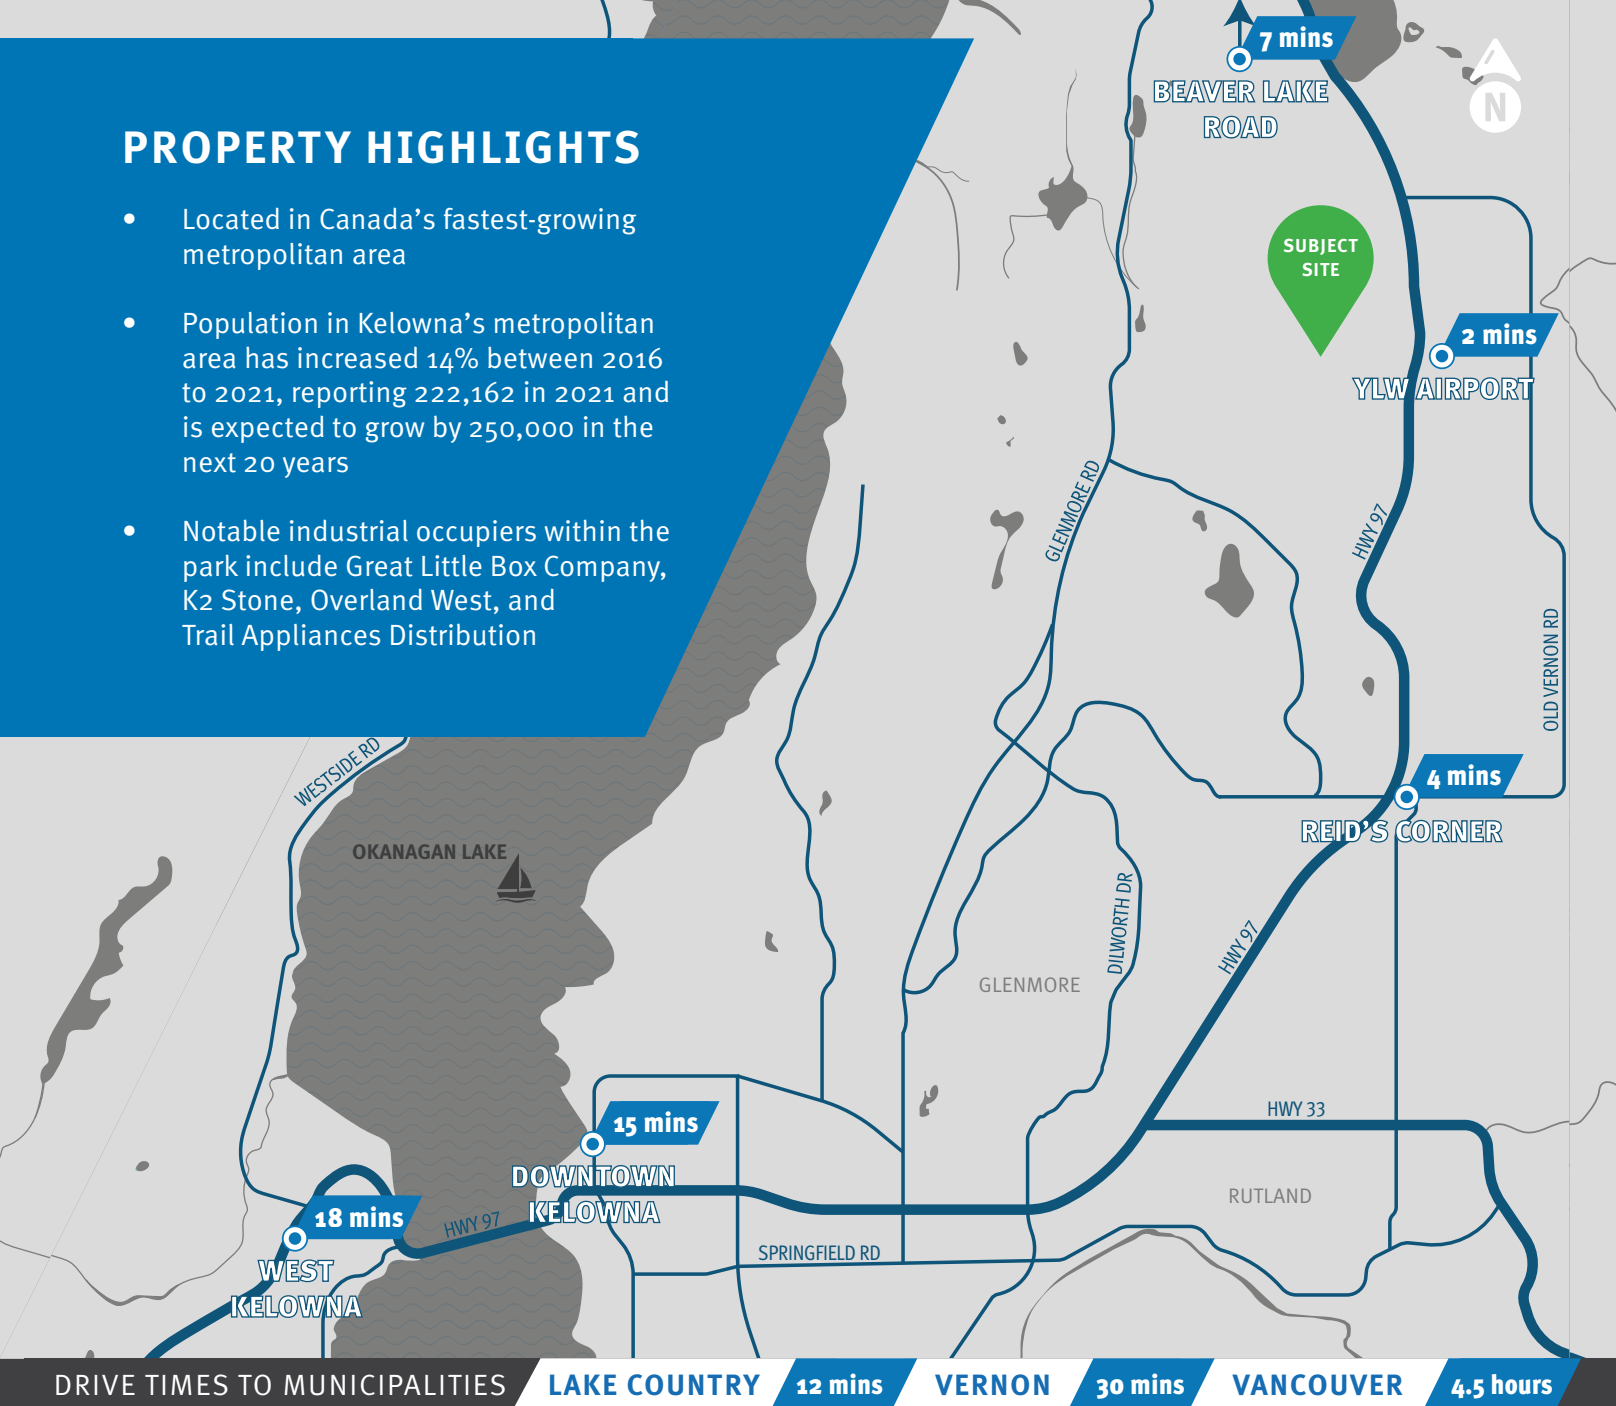 7 mins
BEAVER LAKE
ROAD
N
PROPERTY HIGHLIGHTS
• Located in Canada's fastest-growing
metropolitan area
• Population in Kelowna's metropolitan
area has increased 14% between 2016
to 2021, reporting 222,162 in 2021 and
is expected to grow by 250,000 in the
next 20 years
• Notable industrial occupiers within the
park include Great Little Box Company,
K2 Stone, Overland West, and
Trail Appliances Distribution
SUBJECT
SITE
2 mins
YLW AIRPORT
GLENMORE RD
HWY 97
OLD VERNON RD
WESTSIDE RD
4 mins
REID'S CORNER
OKANAGAN LAKE
DILWORTH DR
HWY 97
GLENMORE
15 mins
DOWNTOWN
KELOWNA
HWY 33
RUTLAND
18 mins
WEST
KELOWNA
HWY 97
SPRINGFIELD RD
DRIVE TIMES TO MUNICIPALITIES LAKE COUNTRY 12 mins VERNON 30 mins VANCOUVER 4.5 hours